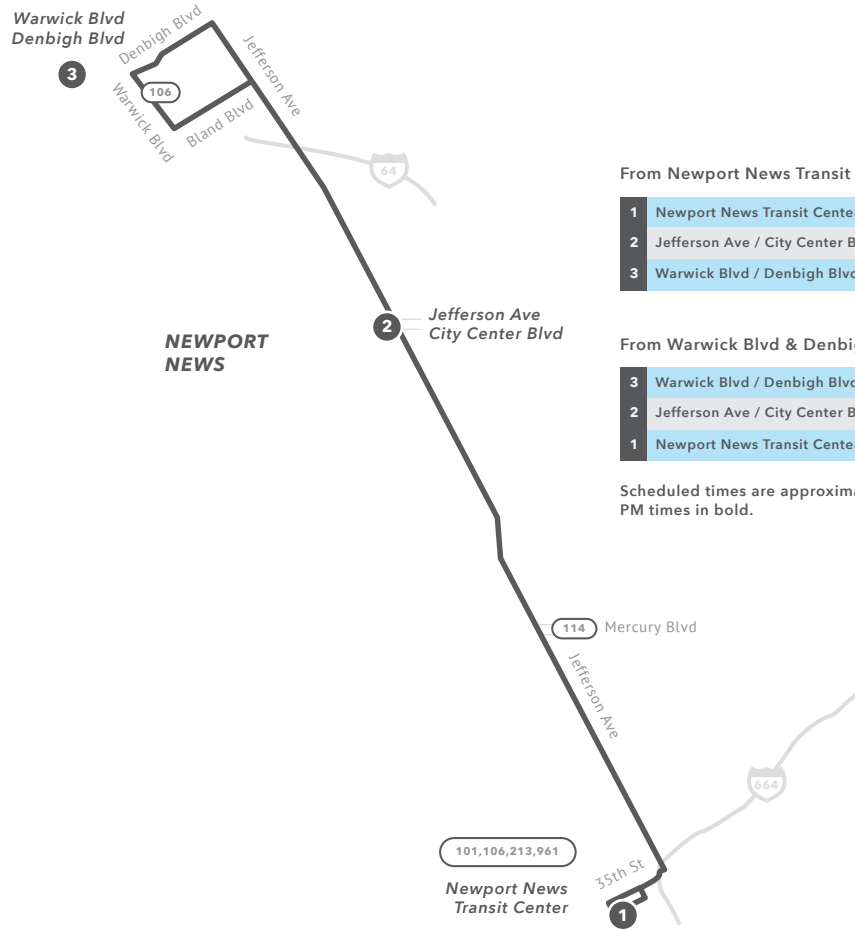 Warwick Blvd
Denbigh Blvd
3
Denbigh Blvd
Jefferson Ave
106
Warwick Blvd
Bland Blvd
64
From Newport News Transit
1 Newport News Transit Cente
2 Jefferson Ave / City Center B
3 Warwick Blvd / Denbigh Blvd
2
Jefferson Ave
City Center Blvd
NEWPORT
NEWS
From Warwick Blvd & Denbig
3 Warwick Blvd / Denbigh Blvd
2 Jefferson Ave / City Center B
1 Newport News Transit Cente
Scheduled times are approxima
PM times in bold.
114
Mercury Blvd
Jefferson Ave
664
101,106,213,961
35th St
Newport News
Transit Center
1